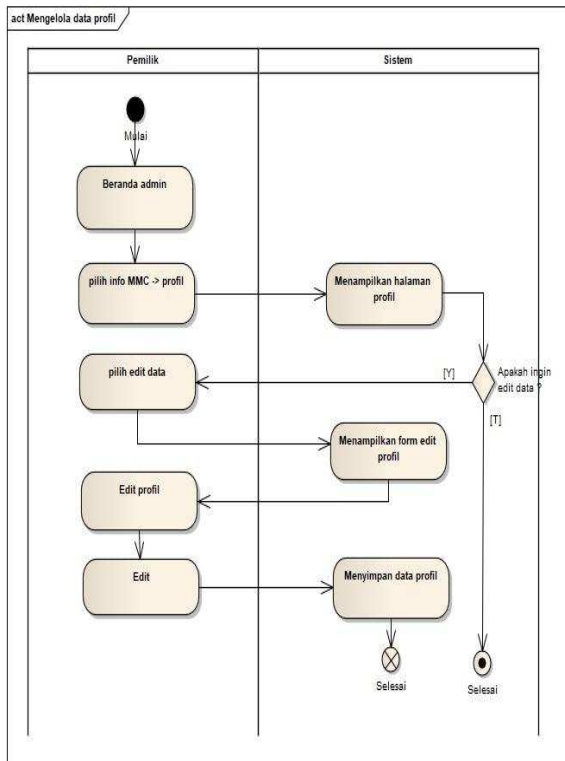 act Mengelola data profil
Pemilik
Sistem
Mulai
Beranda admin
pilih info MMC -> profil
Menampilkan halaman
profil
Apakah ingin
edit data ?
[Y]
[T]
pilih edit data
Menampilkan form edit
profil
Edit profil
Edit
Menyimpan data profil
Selesai
Selesai